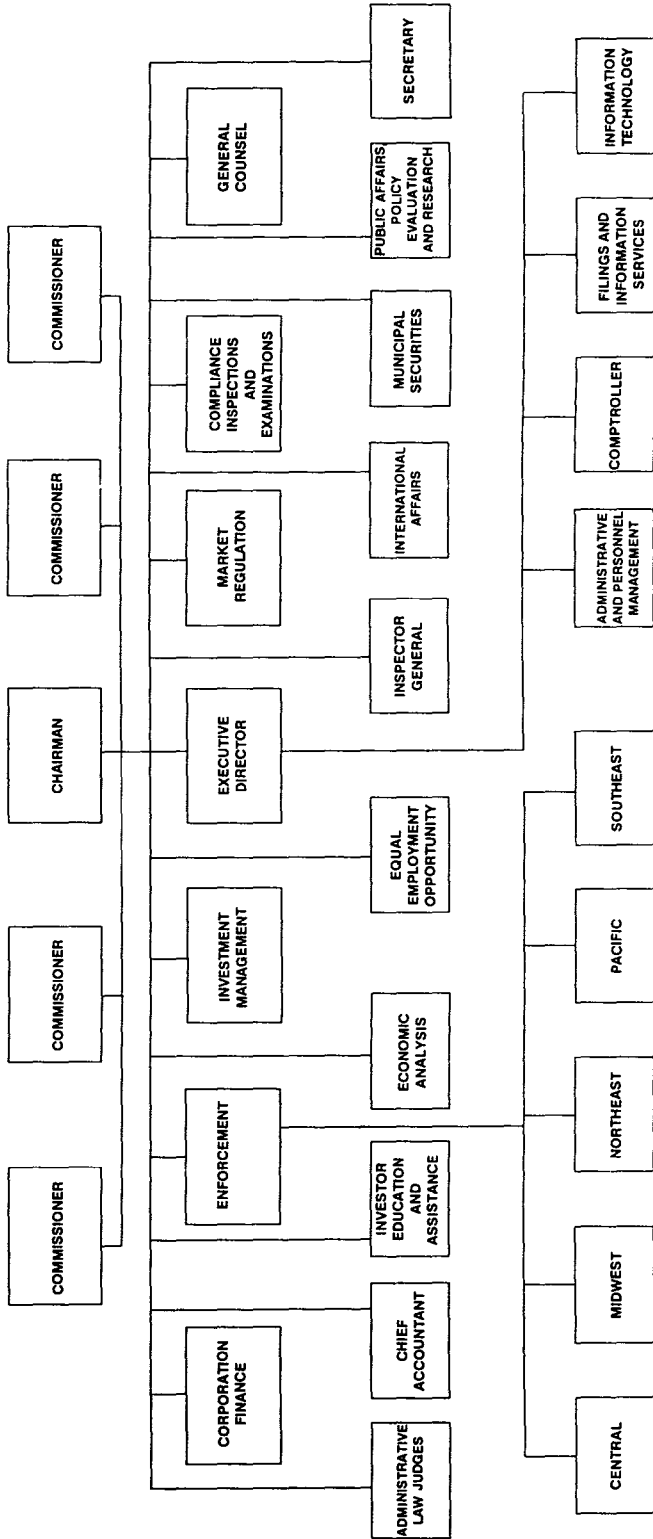 COMMISSIONER
COMMISSIONER
CHAIRMAN
COMMISSIONER
COMMISSIONER
CORPORATION
FINANCE
ENFORCEMENT
INVESTMENT
MANAGEMENT
EXECUTIVE
DIRECTOR
MARKET
REGULATION
COMPLIANCE
INSPECTIONS
AND
EXAMINATIONS
GENERAL
COUNSEL
ADMINISTRATIVE
LAW JUDGES
CHIEF
ACCOUNTANT
INVESTOR
EDUCATION
AND
ASSISTANCE
ECONOMIC
ANALYSIS
EQUAL
EMPLOYMENT
OPPORTUNITY
INSPECTOR
GENERAL
INTERNATIONAL
AFFAIRS
MUNICIPAL
SECURITIES
PUBLIC AFFAIRS
POLICY
EVALUATION
AND RESEARCH
SECRETARY
CENTRAL
MIDWEST
NORTHEAST
PACIFIC
SOUTHEAST
ADMINISTRATIVE
AND PERSONNEL
MANAGEMENT
COMPTROLLER
FILINGS AND
INFORMATION
SERVICES
INFORMATION
TECHNOLOGY